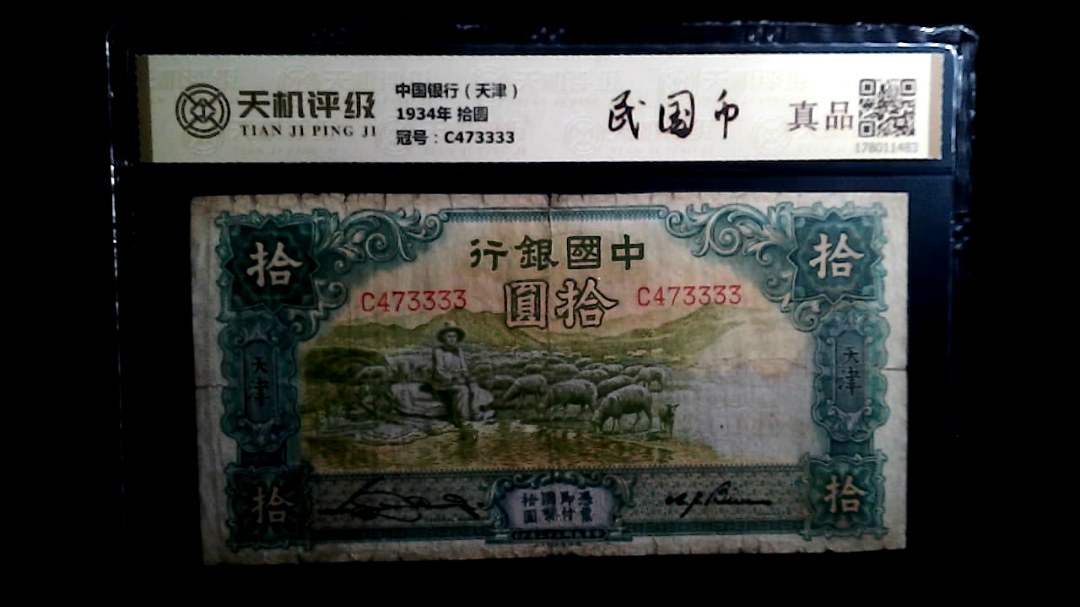 天机评级
TIAN JI PING JI
中国银行（天津）
1934年 拾圆
冠号：C473333
民国币
真品
178011483
拾
行銀國中
拾
C473333
圓拾
C473333
天津
天津
拾
憑票即付國幣拾圓
拾